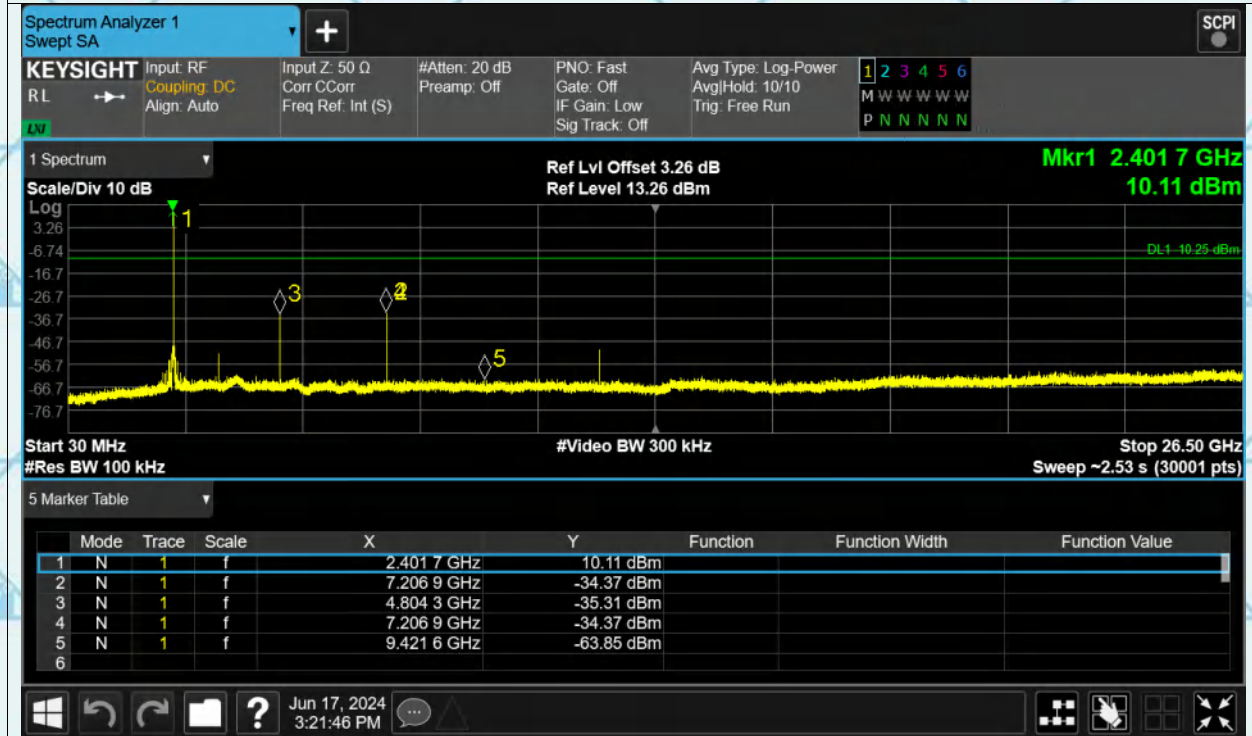 Spectrum Analyzer 1
Swept SA
SCPI
KEYSIGHT Input: RF Input Z: 50 Ω #Atten: 20 dB PNO: Fast Avg Type: Log-Power 1 2 3 4 5 6
RL Coupling: DC Corr CCorr Preamp: Off Gate: Off Avg|Hold: 10/10 M W W W W W
Align: Auto Freq Ref: Int (S) IF Gain: Low Trig: Free Run
LXI Sig Track: Off P N N N N N N
1 Spectrum Ref Lvl Offset 3.26 dB Mkr1 2.401 7 GHz
Scale/Div 10 dB Ref Level 13.26 dBm 10.11 dBm
Log
1
3.26
-6.74
DL1 -10.25 dBm
-16.7
-26.7
3
2
4
-36.7
-46.7
-56.7
5
-66.7
-76.7
Start 30 MHz #Video BW 300 kHz Stop 26.50 GHz
#Res BW 100 kHz Sweep ~2.53 s (30001 pts)
5 Marker Table
Mode Trace Scale X Y Function Function Width Function Value
1 N 1 f 2.401 7 GHz 10.11 dBm
2 N 1 f 7.206 9 GHz -34.37 dBm
3 N 1 f 4.804 3 GHz -35.31 dBm
4 N 1 f 7.206 9 GHz -34.37 dBm
5 N 1 f 9.421 6 GHz -63.85 dBm
6
? Jun 17, 2024
3:21:46 PM